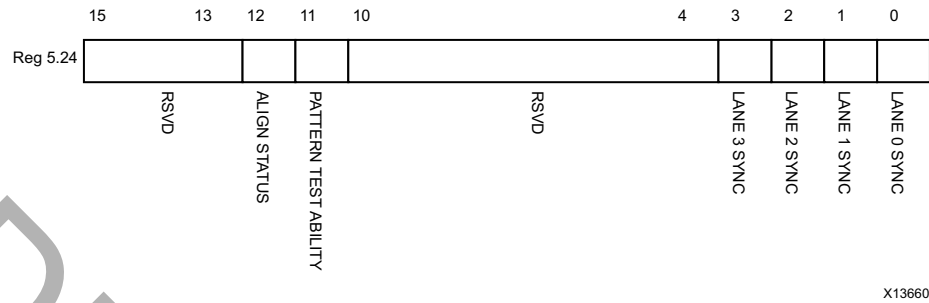 15 13 12 11 10 4 3 2 1 0
Reg 5.24
RSVD
ALIGN STATUS
PATTERN TEST ABILITY
RSVD
LANE 3 SYNC
LANE 2 SYNC
LANE 1 SYNC
LANE 0 SYNC
X13660